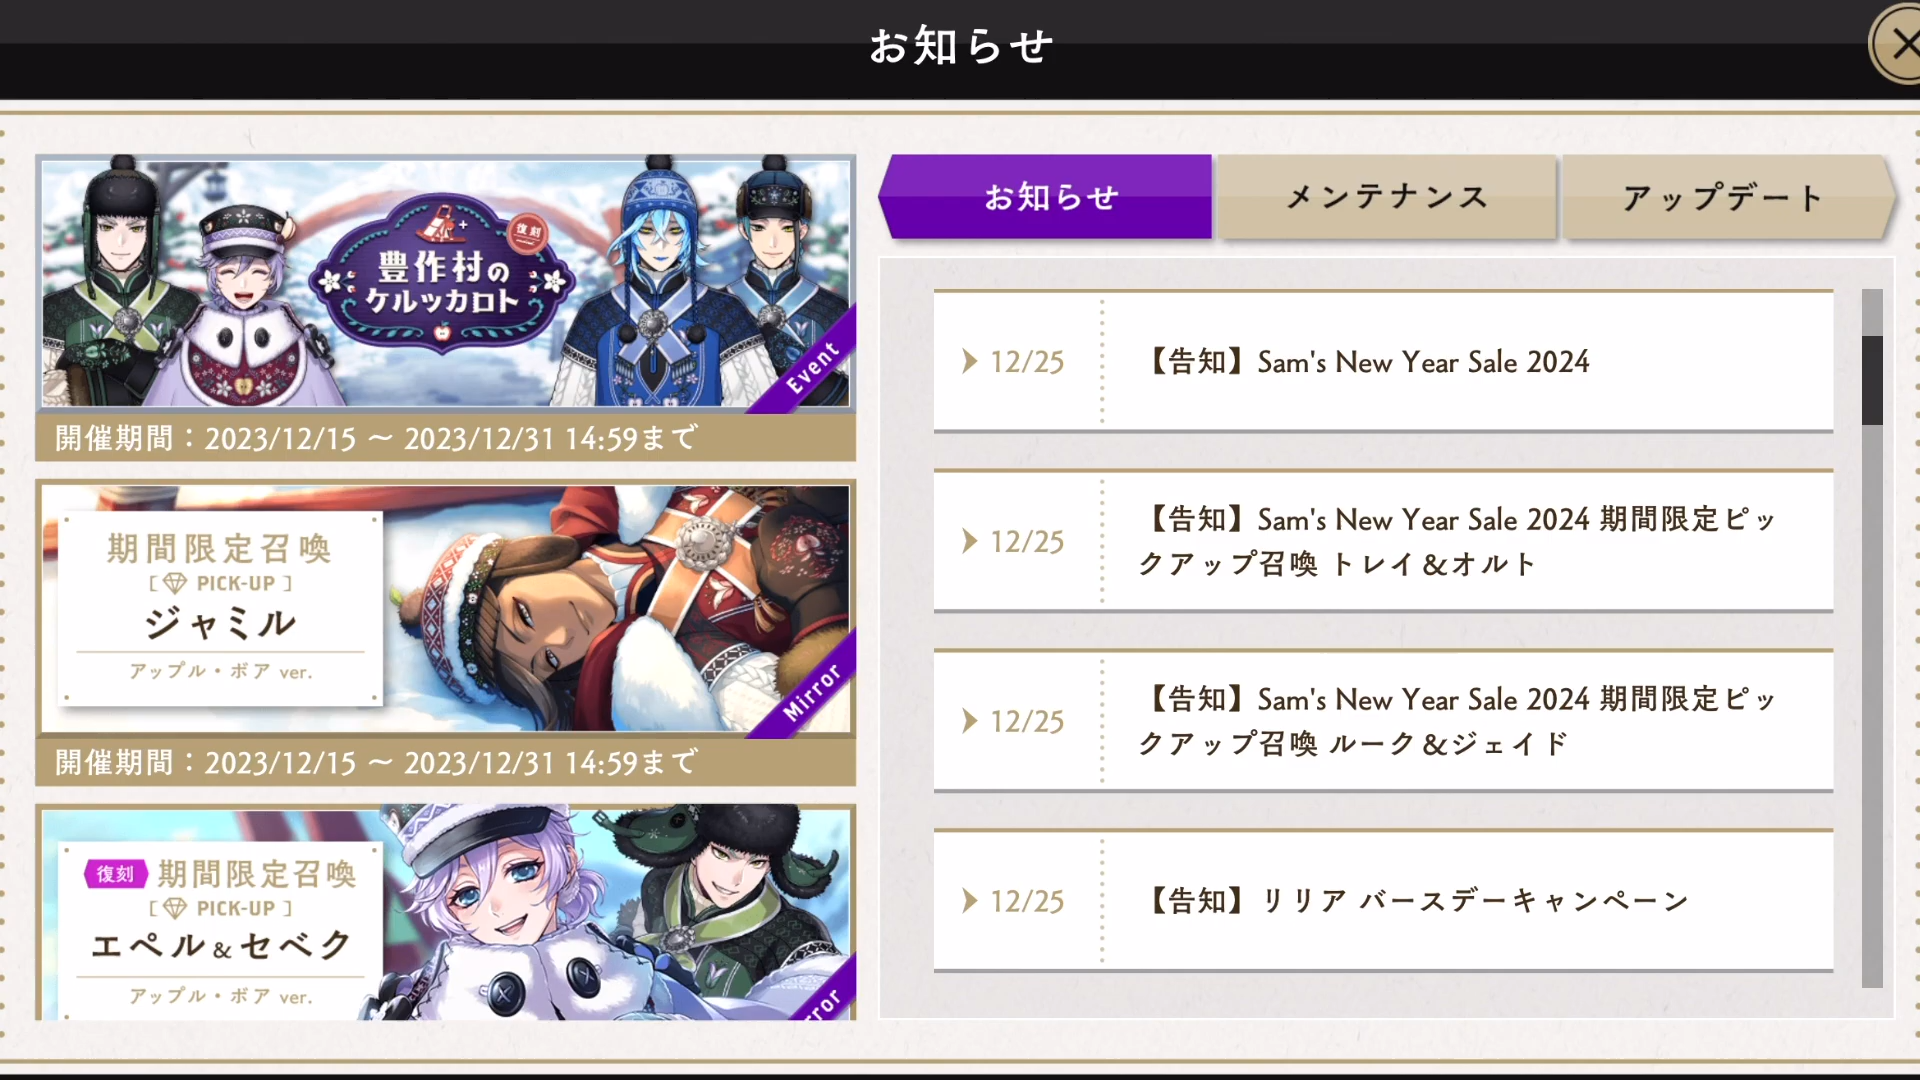 お知らせ
復刻
豊作村の
ケルッカロト
Event
開催期間：2023/12/15 ～ 2023/12/31 14:59まで
期間限定召喚
[ PICK-UP ]
ジャミル
アップル・ボア ver.
Mirror
開催期間：2023/12/15 ～ 2023/12/31 14:59まで
復刻 期間限定召喚
[ PICK-UP ]
エペル&セベク
アップル・ボア ver.
rror
お知らせ
メンテナンス
アップデート
12/25
【告知】Sam's New Year Sale 2024
12/25
【告知】Sam's New Year Sale 2024 期間限定ピッ
クアップ召喚 トレイ&オルト
12/25
【告知】Sam's New Year Sale 2024 期間限定ピッ
クアップ召喚 ルーク&ジェイド
12/25
【告知】リリア バースデーキャンペーン